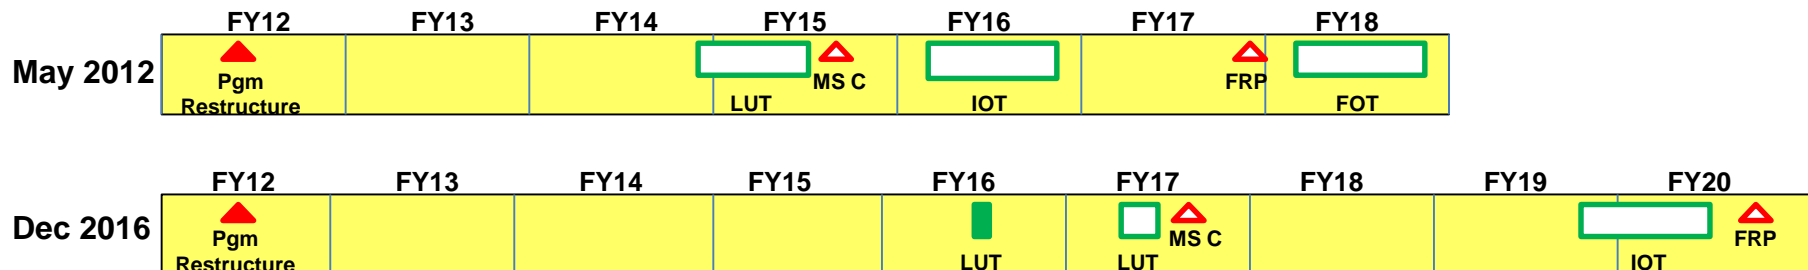 FY12 FY13 FY14 FY15 FY16 FY17 FY18
May 2012
Pgm
Restructure
LUT
MS C
IOT
FRP
FOT
FY12 FY13 FY14 FY15 FY16 FY17 FY18 FY19 FY20
Dec 2016
Pgm
Restructure
LUT
LUT
MS C
IOT
FRP